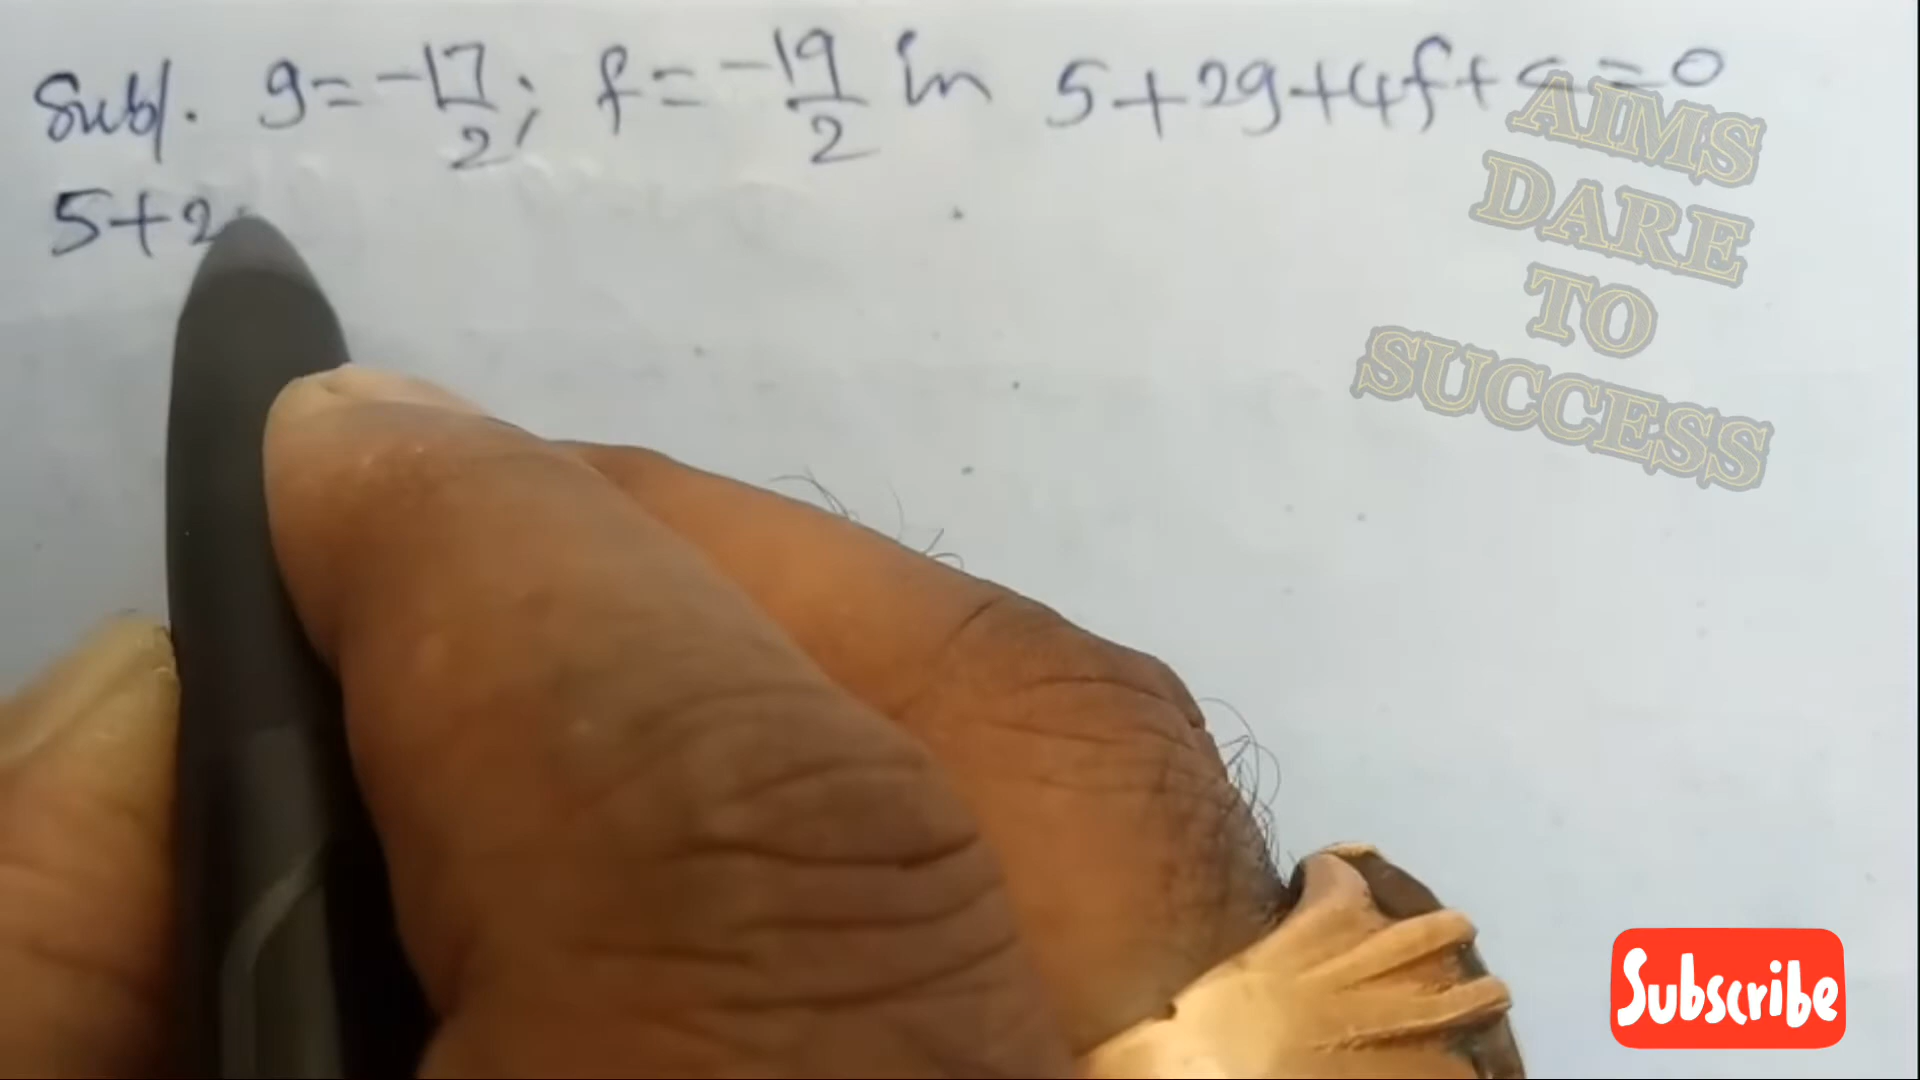 Sub/. g = -17/2 ; f = -19/2 in 5+2g+4f+c=0
5+2
AIMS
DARE
TO
SUCCESS
Subscribe